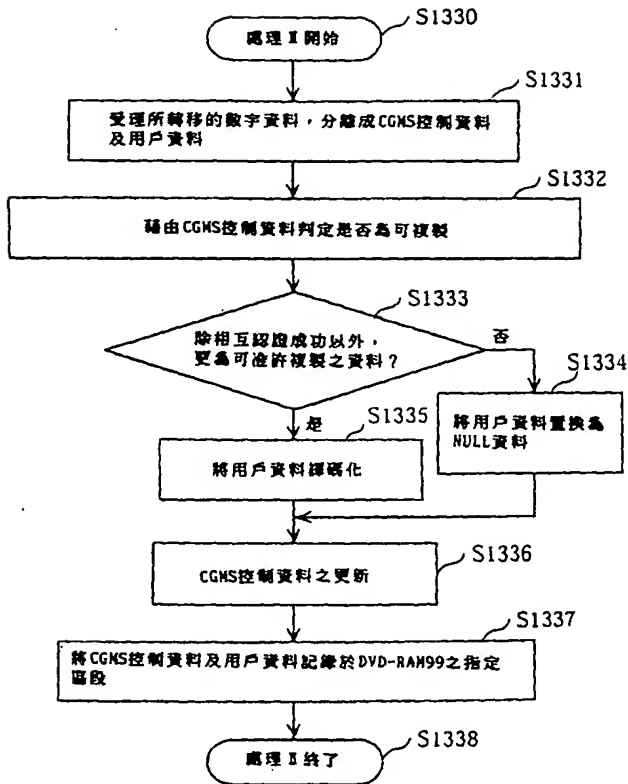 S1330
處理Ⅱ開始
S1331
受理所轉移的數字資料，分離成CGMS控制資料
及用戶資料
S1332
藉由CGMS控制資料判定是否為可複製
S1333
除相互認證成功以外，
更為可准許複製之資料？
否
S1334
將用戶資料置換為
NULL資料
是
S1335
將用戶資料譯碼化
S1336
CGMS控制資料之更新
S1337
將CGMS控制資料及用戶資料記錄於DVD-RAM99之指定
區段
處理Ⅱ終了
S1338